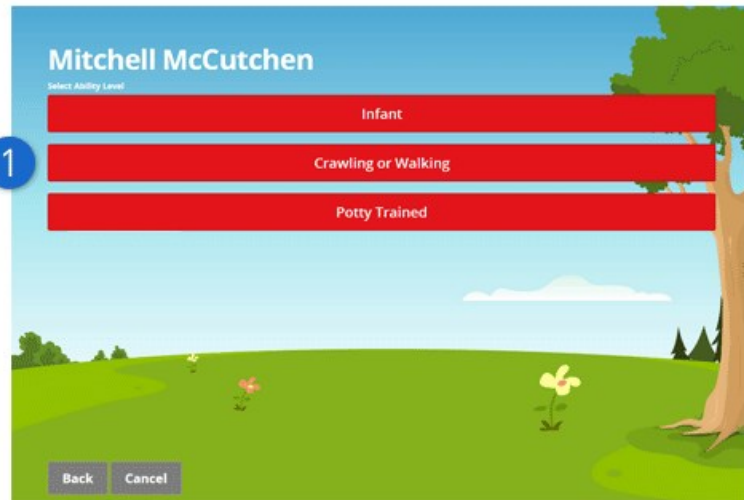 Mitchell McCutchen
Select Ability Level
Infant
1
Crawling or Walking
Potty Trained
Back Cancel